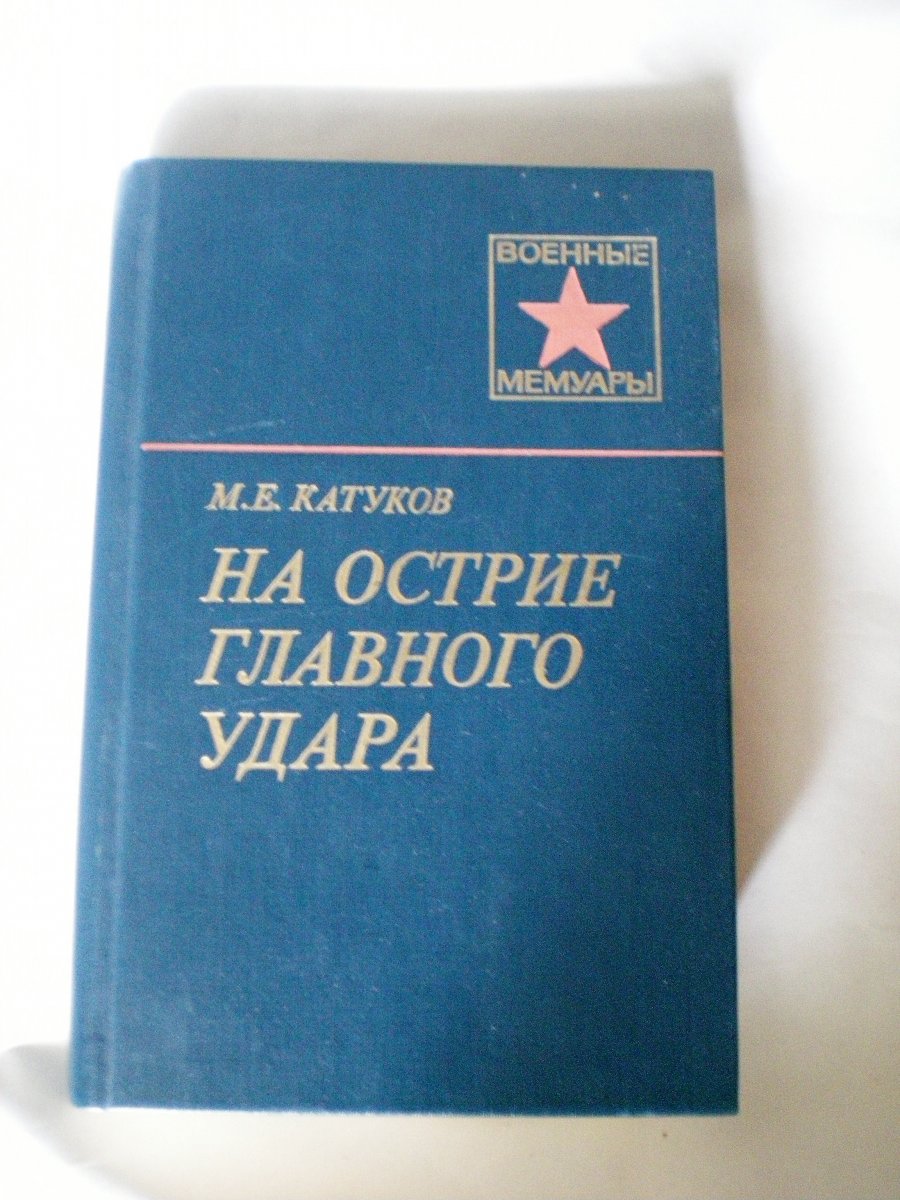 ВОЕННЫЕ
МЕМУАРЫ
М.Е. КАТУКОВ
НА ОСТРИЕ
ГЛАВНОГО
УДАРА